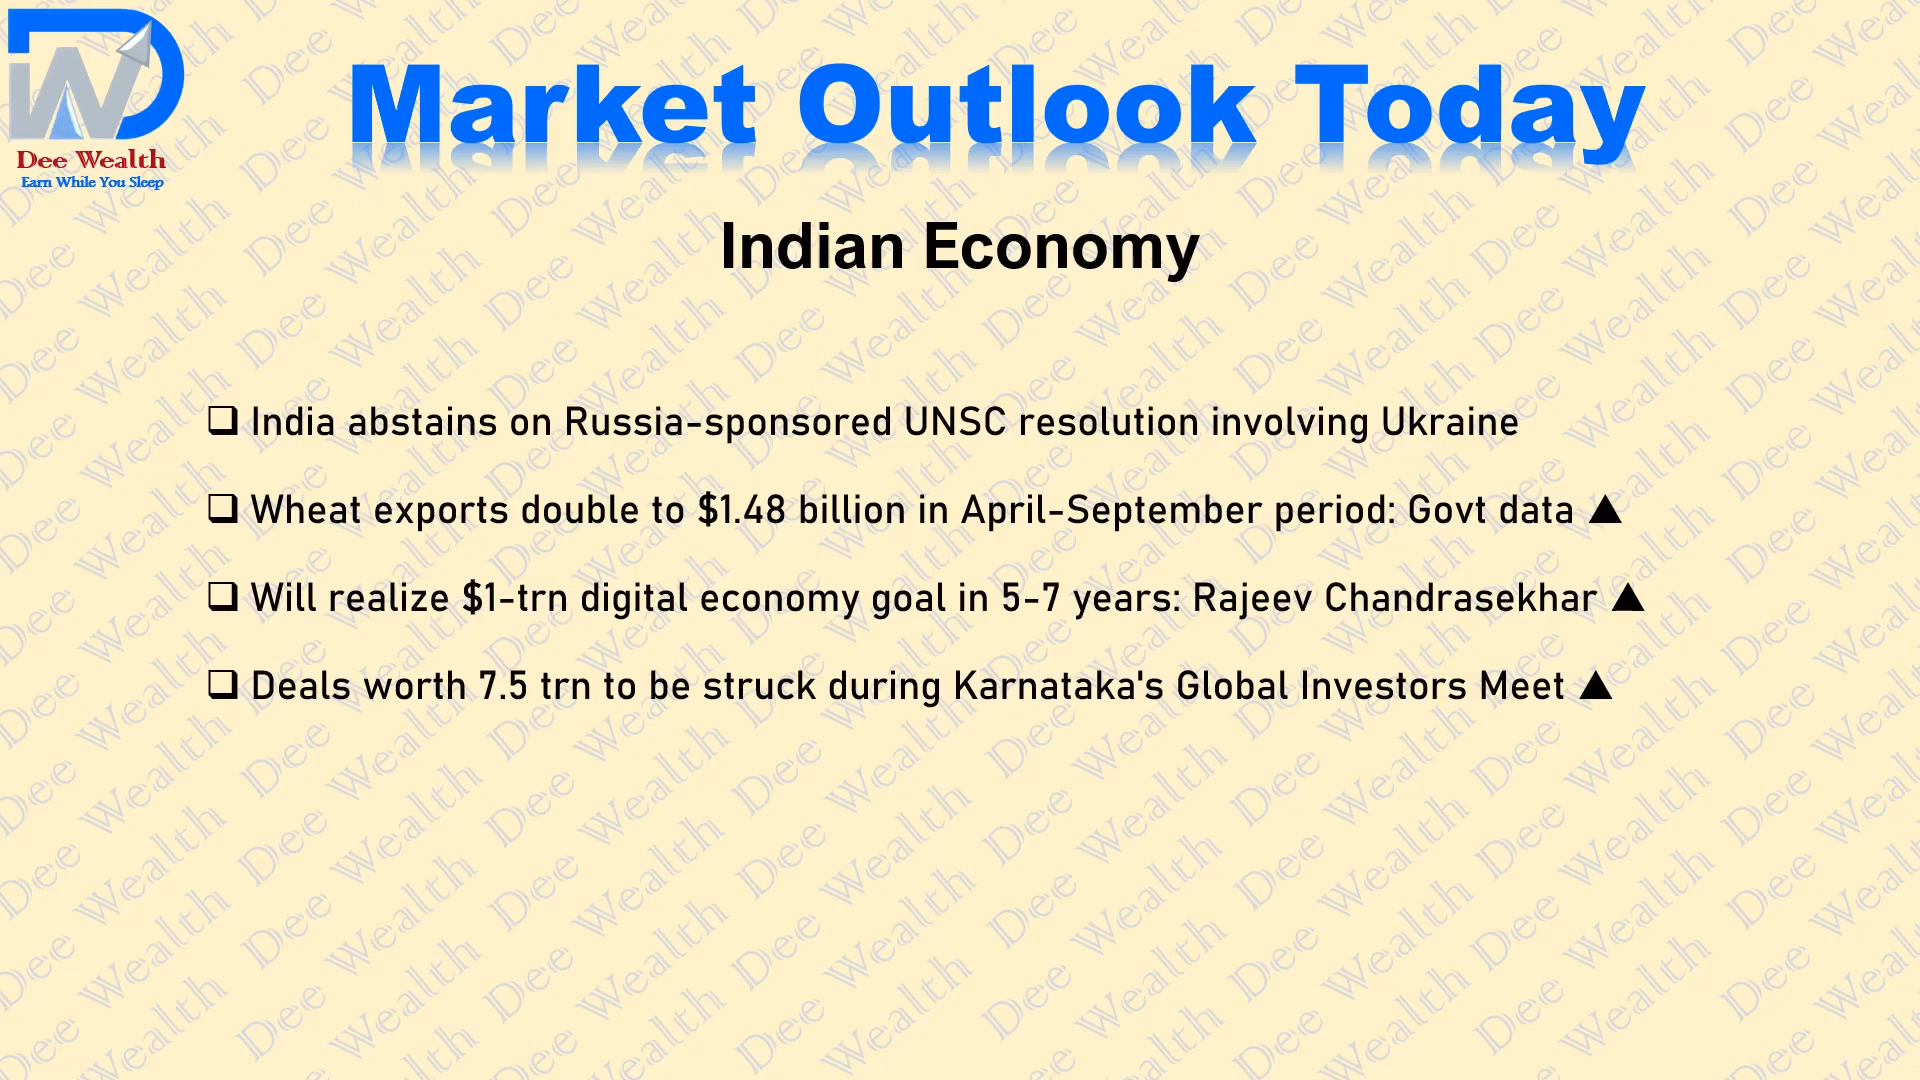 Dee Wealth
Earn While You Sleep
Market Outlook Today
Indian Economy
❑ India abstains on Russia-sponsored UNSC resolution involving Ukraine
❑ Wheat exports double to $1.48 billion in April-September period: Govt data ▲
❑ Will realize $1-trn digital economy goal in 5-7 years: Rajeev Chandrasekhar ▲
❑ Deals worth 7.5 trn to be struck during Karnataka's Global Investors Meet ▲